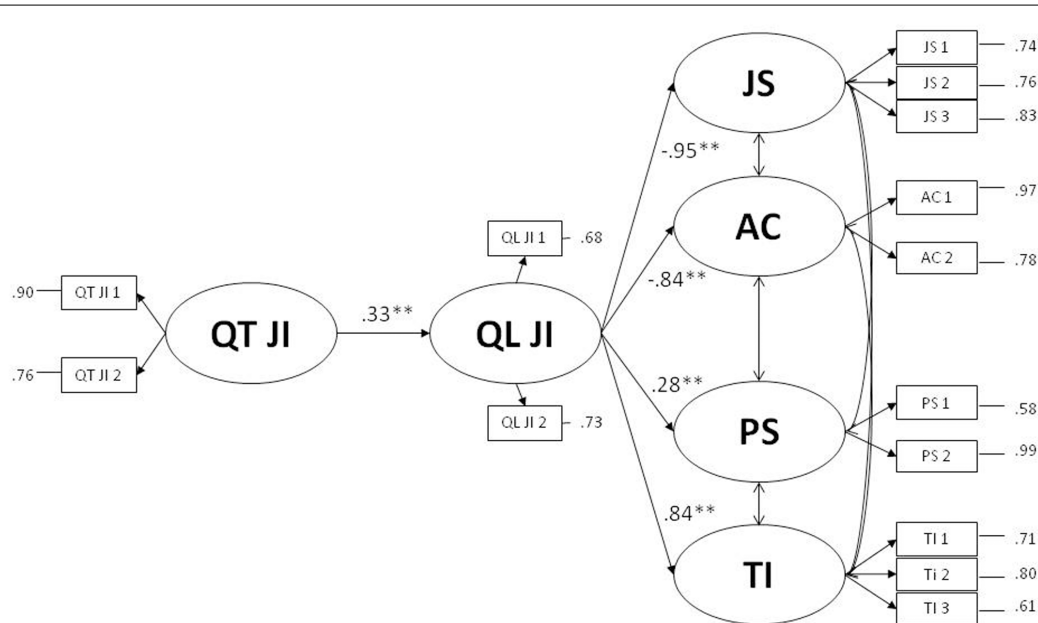 JS
JS 1
.74
JS 2
.76
JS 3
.83
-.95**
AC
AC 1
.97
AC 2
.78
-.84**
QL JI 1
.68
.90
QT JI 1
QT JI
.33**
QL JI
.76
QT JI 2
QL JI 2
.73
.28**
PS
PS 1
.58
PS 2
.99
.84**
TI
TI 1
.71
Ti 2
.80
TI 3
.61